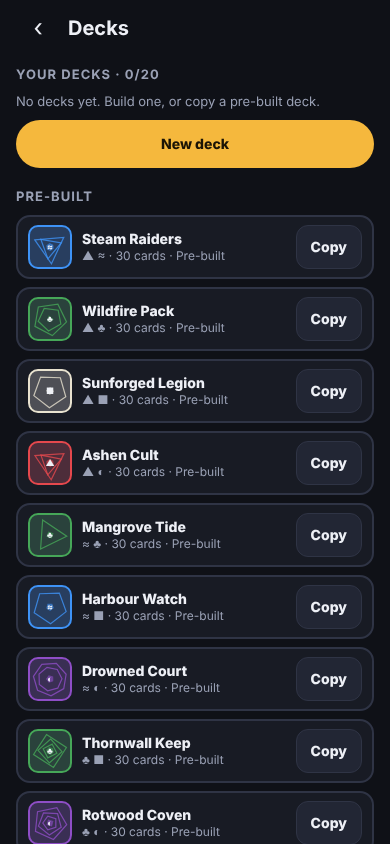 ‹ Decks
YOUR DECKS · 0/20
No decks yet. Build one, or copy a pre-built deck.
New deck
PRE-BUILT
Steam Raiders
▲ ≈ · 30 cards · Pre-built
Copy
Wildfire Pack
▲ ♣ · 30 cards · Pre-built
Copy
Sunforged Legion
▲ ■ · 30 cards · Pre-built
Copy
Ashen Cult
▲ ◖ · 30 cards · Pre-built
Copy
Mangrove Tide
≈ ♣ · 30 cards · Pre-built
Copy
Harbour Watch
≈ ■ · 30 cards · Pre-built
Copy
Drowned Court
≈ ◖ · 30 cards · Pre-built
Copy
Thornwall Keep
♣ ■ · 30 cards · Pre-built
Copy
Rotwood Coven
♣ ◖ · 30 cards · Pre-built
Copy